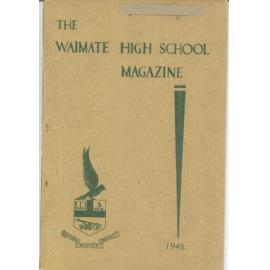 THE
WAIMATE HIGH SCHOOL
MAGAZINE
1946.